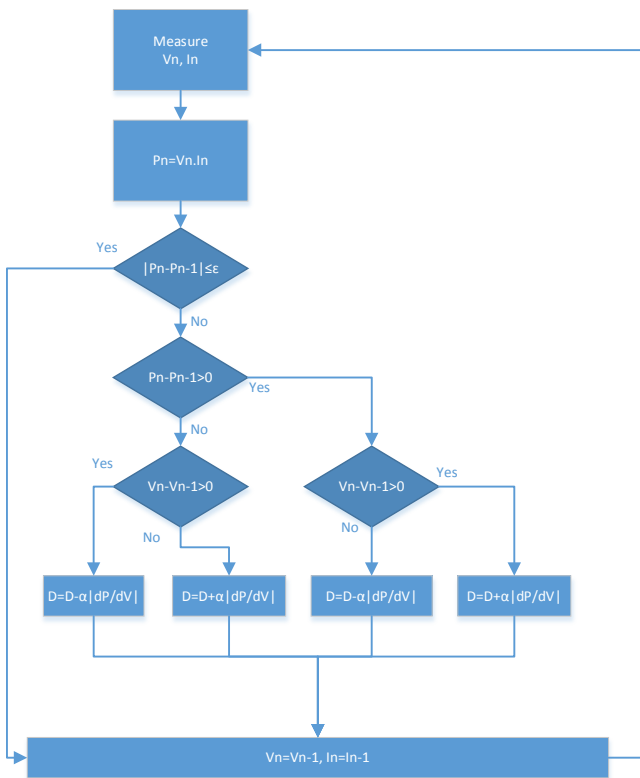 Measure
Vn, In
Pn=Vn.In
Yes
|Pn-Pn-1|≤ε
No
Pn-Pn-1>0
Yes
No
Yes
Vn-Vn-1>0
Vn-Vn-1>0
Yes
No
No
D=D-α|dP/dV|
D=D+α|dP/dV|
D=D-α|dP/dV|
D=D+α|dP/dV|
Vn=Vn-1, In=In-1